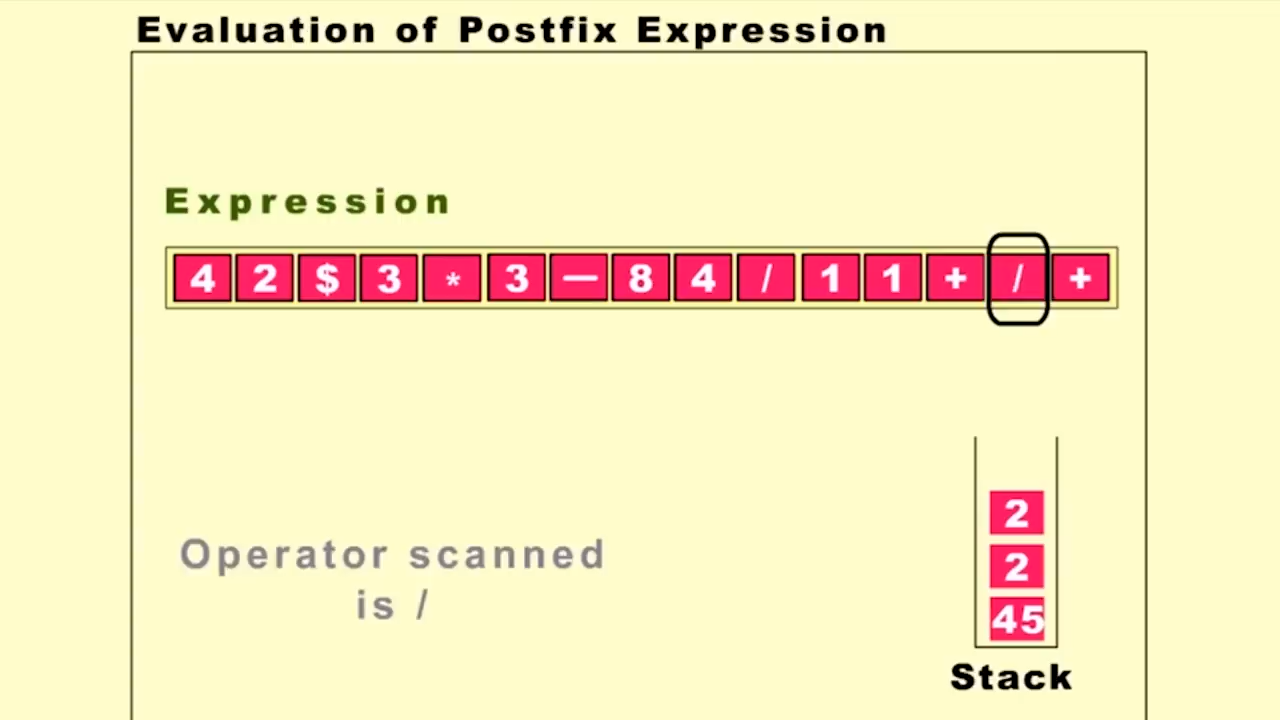 Evaluation of Postfix Expression
Expression
4 2 $ 3 * 3 — 8 4 / 1 1 + / +
2
2
Operator scanned
is /
45
Stack